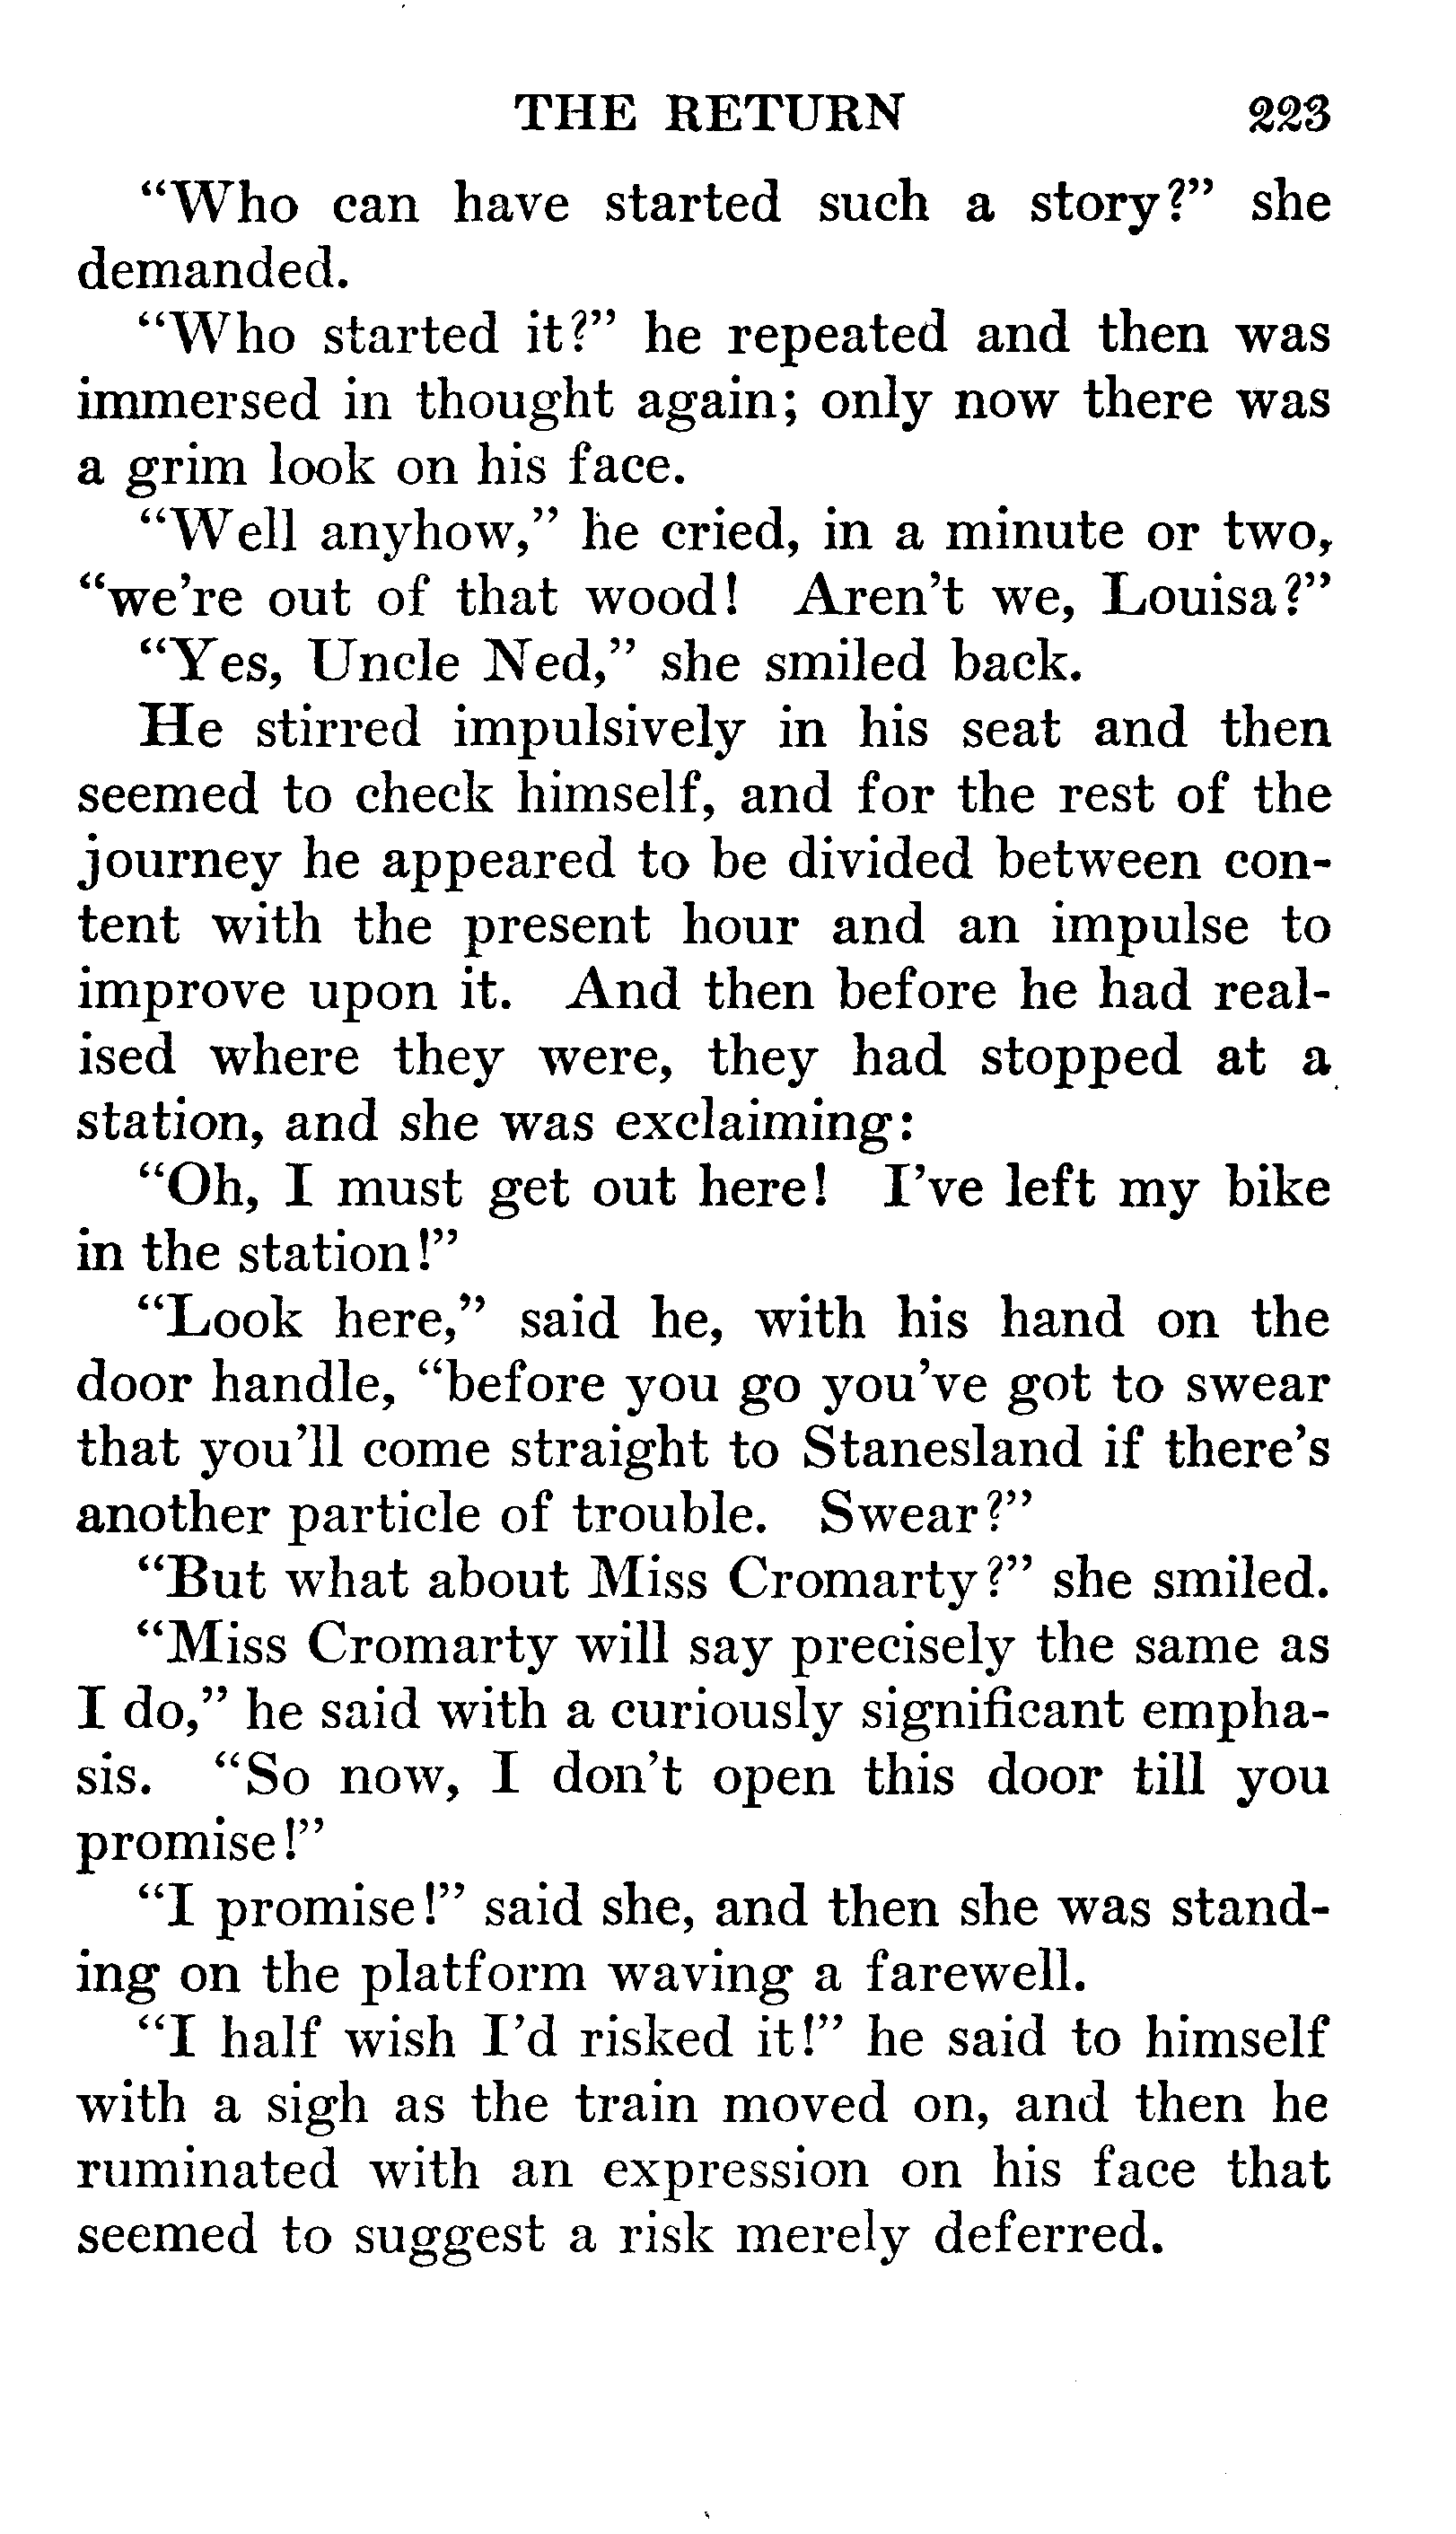 THE RETURN 223
"Who can have started such a story?" she
demanded.
"Who started it?" he repeated and then was
immersed in thought again; only now there was
a grim look on his face.
"Well anyhow," he cried, in a minute or two,
"we're out of that wood! Aren't we, Louisa?"
"Yes, Uncle Ned," she smiled back.
He stirred impulsively in his seat and then
seemed to check himself, and for the rest of the
journey he appeared to be divided between con-
tent with the present hour and an impulse to
improve upon it. And then before he had real-
ised where they were, they had stopped at a
station, and she was exclaiming:
"Oh, I must get out here! I've left my bike
in the station!"
"Look here," said he, with his hand on the
door handle, "before you go you've got to swear
that you'll come straight to Stanesland if there's
another particle of trouble. Swear?"
"But what about Miss Cromarty?" she smiled.
"Miss Cromarty will say precisely the same as
I do," he said with a curiously significant empha-
sis. "So now, I don't open this door till you
promise!"
"I promise!" said she, and then she was stand-
ing on the platform waving a farewell.
"I half wish I'd risked it!" he said to himself
with a sigh as the train moved on, and then he
ruminated with an expression on his face that
seemed to suggest a risk merely deferred.